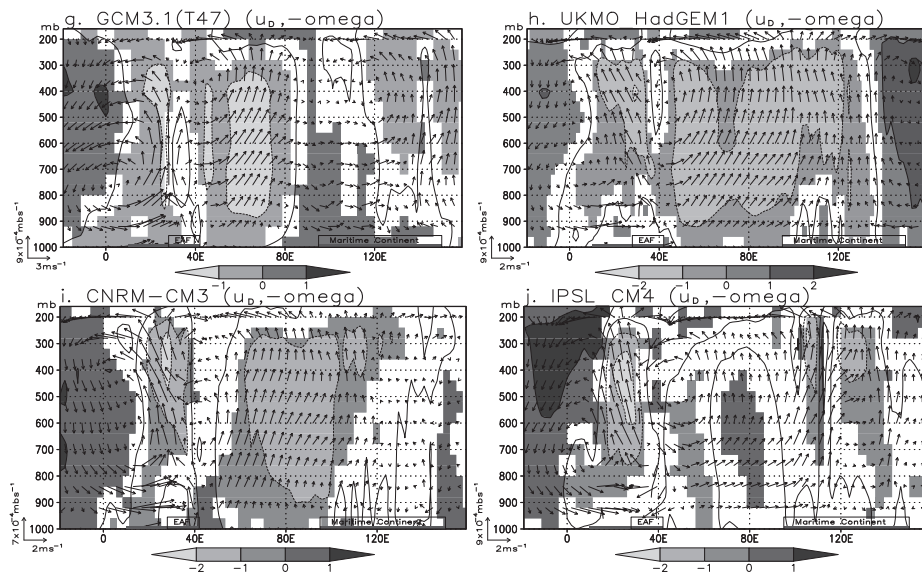 g. GCM3.1(T47) (u_D,-omega)
mb
200
300
400
500
600
700
800
900
1000
EAF
Maritime Continent
0 40E 80E 120E
9x10⁻⁴mbs⁻¹
3ms⁻¹
-1 0 1
h. UKMO HadGEM1 (u_D,-omega)
mb
200
300
400
500
600
700
800
900
1000
EAF
Maritime Continent
0 40E 80E 120E
9x10⁻⁴mbs⁻¹
2ms⁻¹
-2 -1 0 1 2
i. CNRM-CM3 (u_D,-omega)
mb
200
300
400
500
600
700
800
900
1000
EAF
Maritime Continent
0 40E 80E 120E
7x10⁻⁴mbs⁻¹
2ms⁻¹
-2 -1 0 1
j. IPSL CM4 (u_D,-omega)
mb
200
300
400
500
600
700
800
900
1000
EAF
Maritime Continent
0 40E 80E 120E
9x10⁻⁴mbs⁻¹
2ms⁻¹
-2 -1 0 1